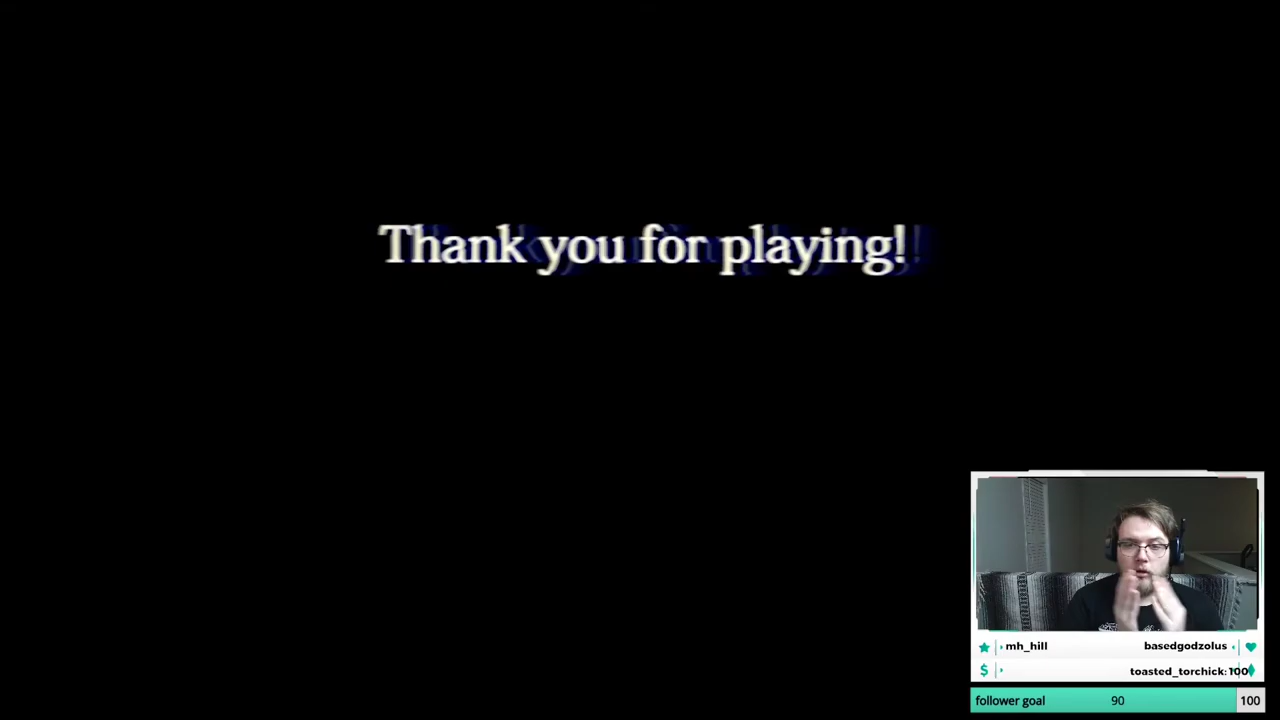 Thank you for playing!
mh_hill
basedgodzolus
toasted_torchick: 100
follower goal 90 100